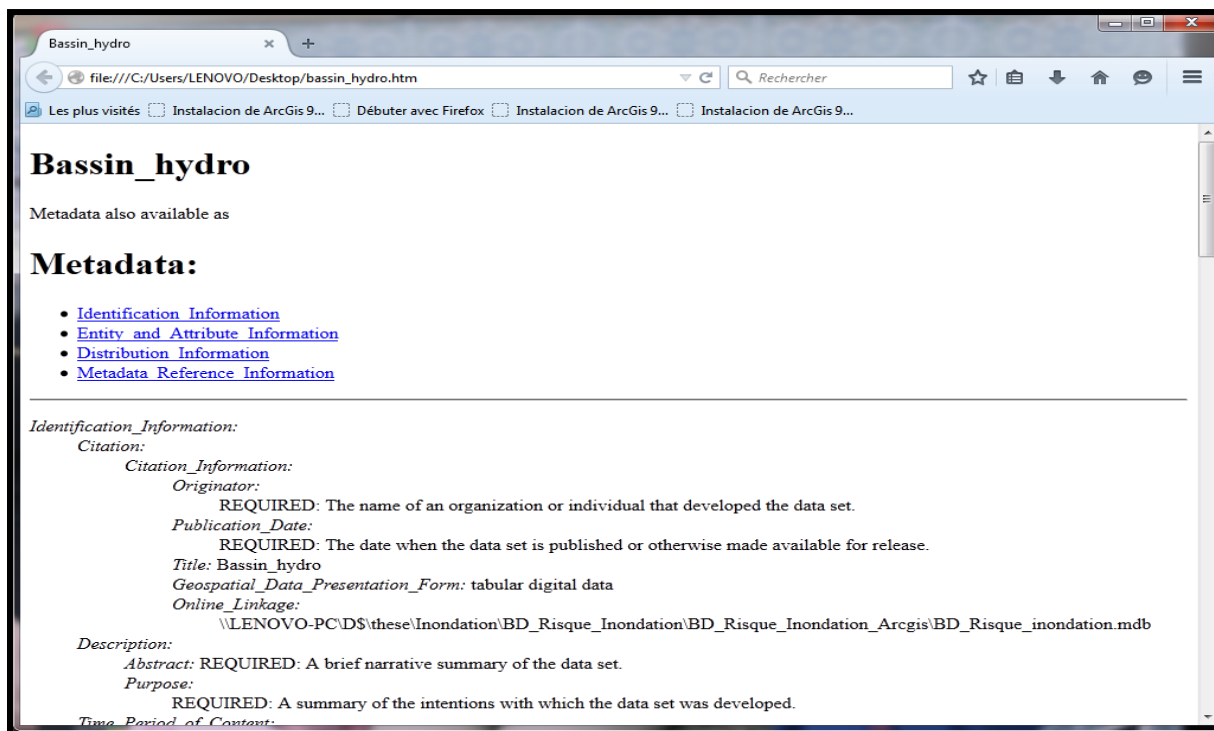 Bassin_hydro
file:///C:/Users/LENOVO/Desktop/bassin_hydro.htm
Rechercher
Les plus visités Instalacion de ArcGis 9... Débuter avec Firefox Instalacion de ArcGis 9... Instalacion de ArcGis 9...
Bassin_hydro
Metadata also available as
Metadata:
• Identification_Information
• Entity_and_Attribute_Information
• Distribution_Information
• Metadata_Reference_Information
Identification_Information:
Citation:
Citation_Information:
Originator:
REQUIRED: The name of an organization or individual that developed the data set.
Publication_Date:
REQUIRED: The date when the data set is published or otherwise made available for release.
Title: Bassin_hydro
Geospatial_Data_Presentation_Form: tabular digital data
Online_Linkage:
\\LENOVO-PC\D$\these\Inondation\BD_Risque_Inondation\BD_Risque_Inondation_Arcgis\BD_Risque_inondation.mdb
Description:
Abstract: REQUIRED: A brief narrative summary of the data set.
Purpose:
REQUIRED: A summary of the intentions with which the data set was developed.
Time_Period_of_Content: